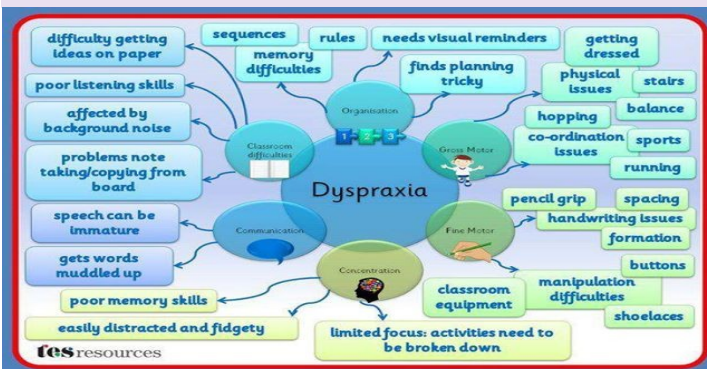 difficulty getting
ideas on paper
poor listening skills
affected by
background noise
problems note
taking/copying from
board
speech can be
immature
gets words
muddled up
poor memory skills
easily distracted and fidgety
sequences
rules
memory
difficulties
needs visual reminders
finds planning
tricky
getting
dressed
physical
issues
stairs
balance
hopping
co-ordination
issues
sports
running
Organisation
1 2 3
Classroom
difficulties
Gross Motor
Dyspraxia
Communication
Fine Motor
Concentration
pencil grip
spacing
handwriting issues
formation
buttons
classroom
equipment
manipulation
difficulties
shoelaces
limited focus: activities need to
be broken down
tes resources